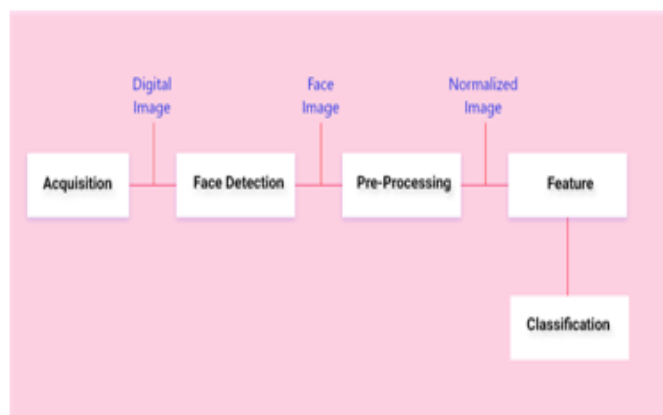 Digital
Image
Face
Image
Normalized
Image
Acquisition
Face Detection
Pre-Processing
Feature
Classification